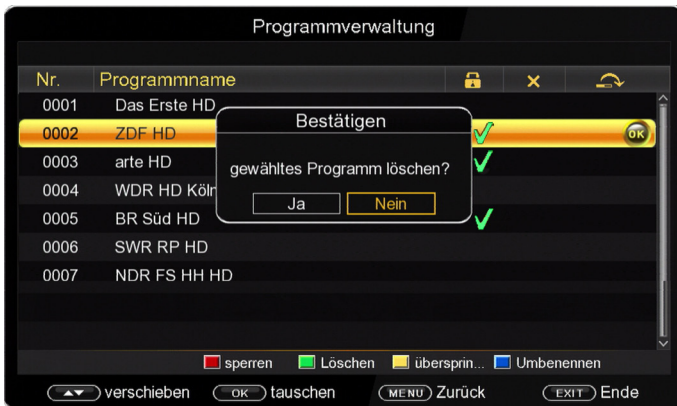 Programmverwaltung
Nr. Programmname
0001 Das Erste HD
Bestätigen
0002 ZDF HD OK
0003 arte HD
gewähltes Programm löschen?
0004 WDR HD Köln
Ja Nein
0005 BR Süd HD
0006 SWR RP HD
0007 NDR FS HH HD
sperren Löschen übersprin... Umbenennen
verschieben OK tauschen MENU Zurück EXIT Ende